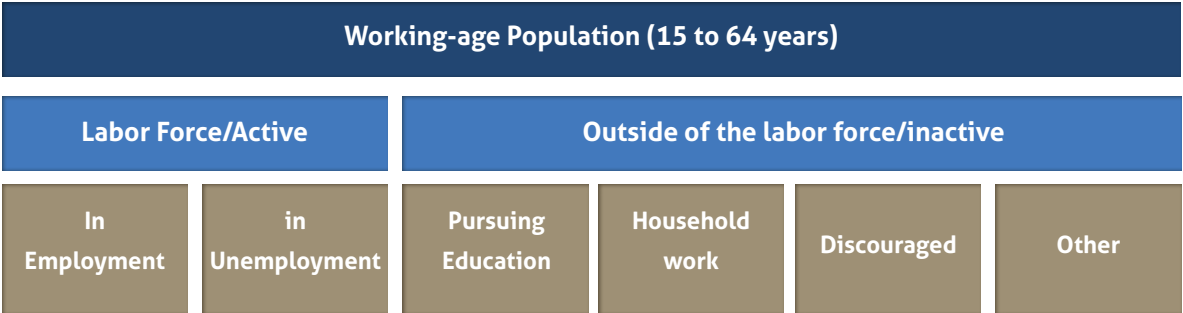 Working-age Population (15 to 64 years)
Labor Force/Active
Outside of the labor force/inactive
In
Employment
in
Unemployment
Pursuing
Education
Household
work
Discouraged
Other